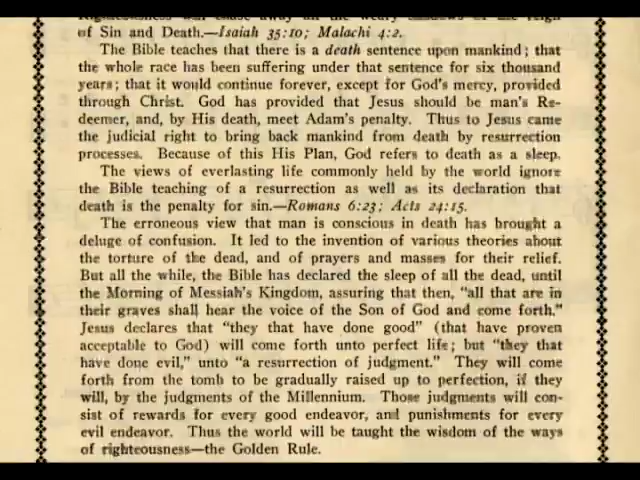 Righteousness will chase away all the weary shadows of the reign
of Sin and Death.—Isaiah 35:10; Malachi 4:2.
The Bible teaches that there is a death sentence upon mankind; that
the whole race has been suffering under that sentence for six thousand
years; that it would continue forever, except for God's mercy, provided
through Christ. God has provided that Jesus should be man's Re-
deemer, and, by His death, meet Adam's penalty. Thus to Jesus came
the judicial right to bring back mankind from death by resurrection
processes. Because of this His Plan, God refers to death as a sleep.
The views of everlasting life commonly held by the world ignore
the Bible teaching of a resurrection as well as its declaration that
death is the penalty for sin.—Romans 6:23; Acts 24:15.
The erroneous view that man is conscious in death has brought a
deluge of confusion. It led to the invention of various theories about
the torture of the dead, and of prayers and masses for their relief.
But all the while, the Bible has declared the sleep of all the dead, until
the Morning of Messiah's Kingdom, assuring that then, "all that are in
their graves shall hear the voice of the Son of God and come forth."
Jesus declares that "they that have done good" (that have proven
acceptable to God) will come forth unto perfect life; but "they that
have done evil," unto "a resurrection of judgment." They will come
forth from the tomb to be gradually raised up to perfection, if they
will, by the judgments of the Millennium. Those judgments will con-
sist of rewards for every good endeavor, and punishments for every
evil endeavor. Thus the world will be taught the wisdom of the ways
of righteousness—the Golden Rule.